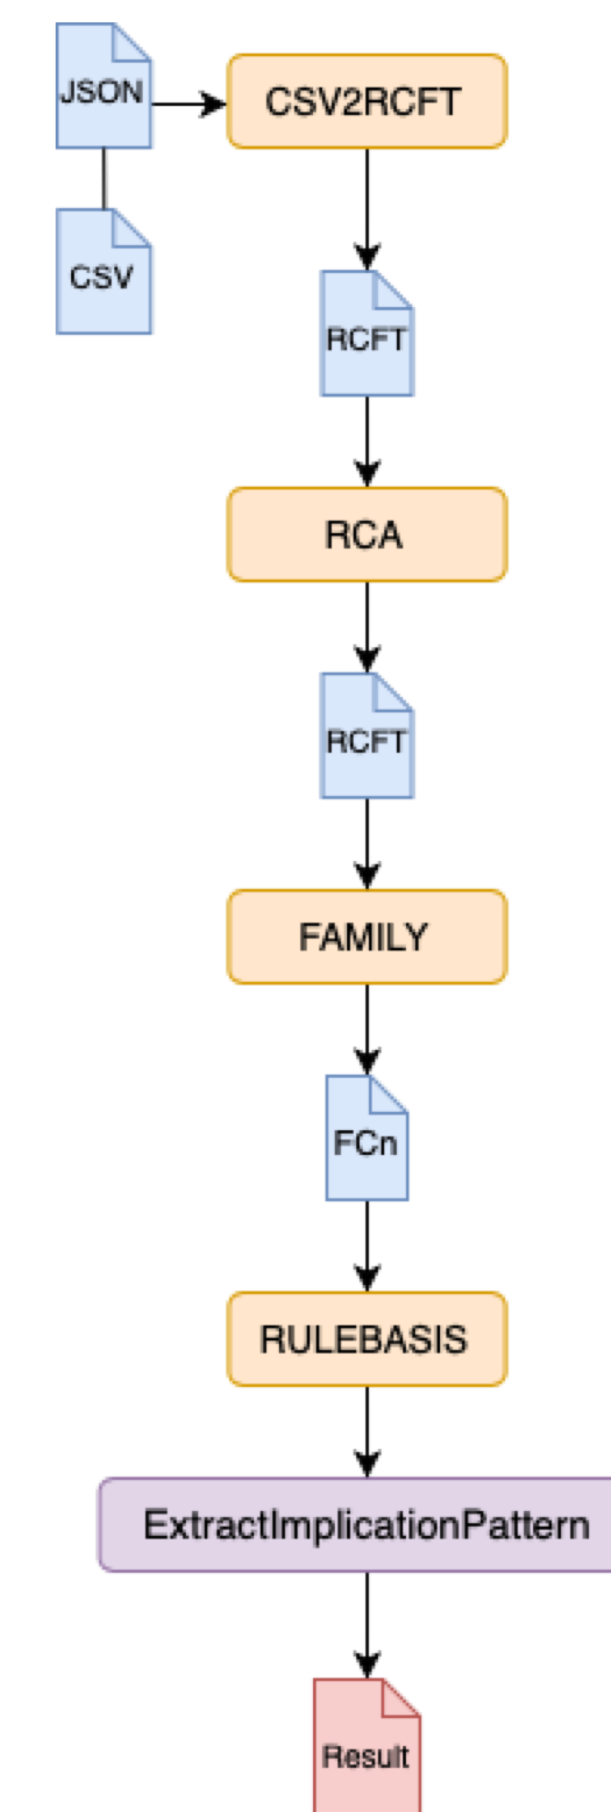 JSON
CSV2RCFT
CSV
RCFT
RCA
RCFT
FAMILY
FCn
RULEBASIS
ExtractImplicationPattern
Result